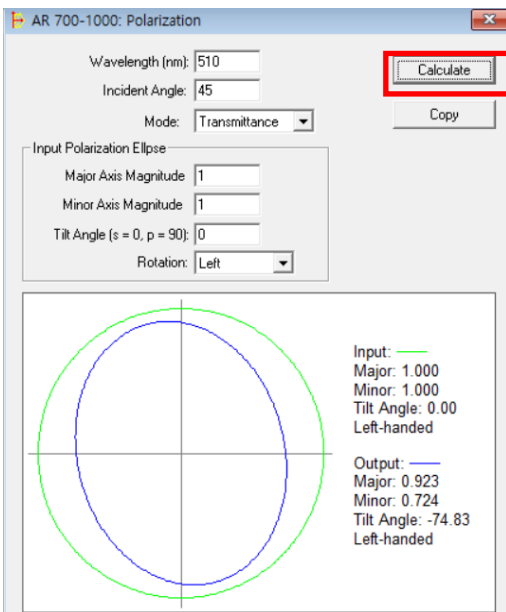 AR 700-1000: Polarization
Wavelength (nm): 510
Calculate
Incident Angle: 45
Mode: Transmittance
Copy
Input Polarization Ellpse
Major Axis Magnitude 1
Minor Axis Magnitude 1
Tilt Angle (s = 0, p = 90): 0
Rotation: Left
Input:
Major: 1.000
Minor: 1.000
Tilt Angle: 0.00
Left-handed
Output:
Major: 0.923
Minor: 0.724
Tilt Angle: -74.83
Left-handed